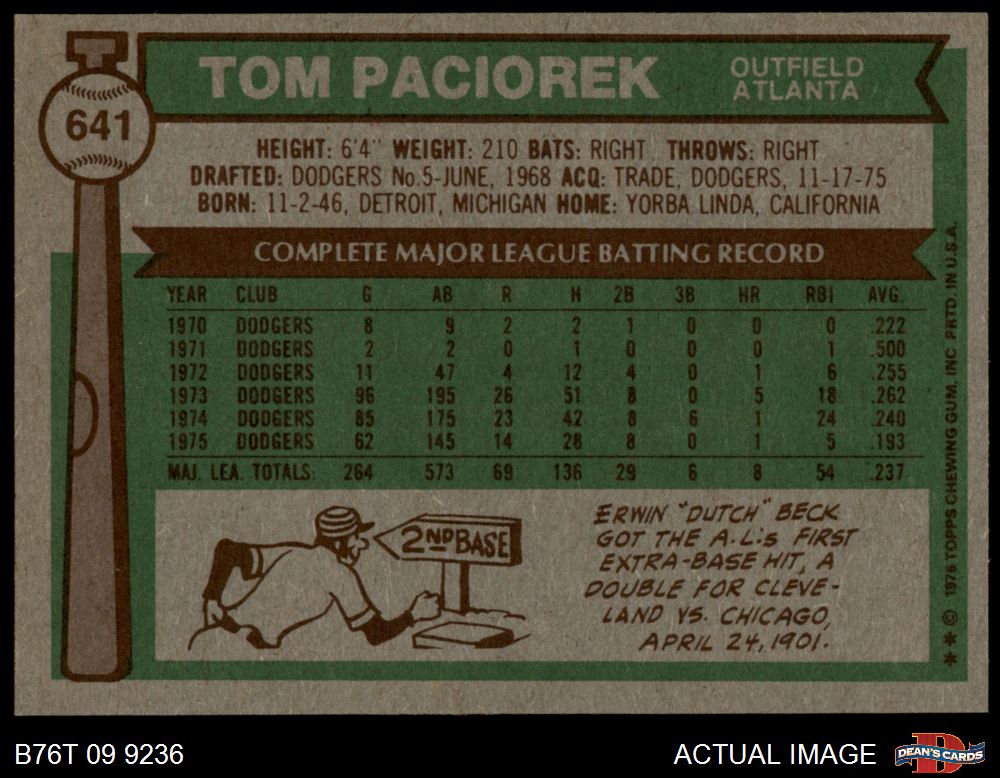 641
TOM PACIOREK
OUTFIELD
ATLANTA
HEIGHT: 6'4" WEIGHT: 210 BATS: RIGHT THROWS: RIGHT
DRAFTED: DODGERS No.5-JUNE, 1968 ACQ: TRADE, DODGERS, 11-17-75
BORN: 11-2-46, DETROIT, MICHIGAN HOME: YORBA LINDA, CALIFORNIA
COMPLETE MAJOR LEAGUE BATTING RECORD
YEAR CLUB G AB R H 2B 3B HR RBI AVG.
1970 DODGERS 8 9 2 2 1 0 0 0 .222
1971 DODGERS 2 2 0 1 0 0 0 1 .500
1972 DODGERS 11 47 4 12 4 0 1 6 .255
1973 DODGERS 96 195 26 51 8 0 5 18 .262
1974 DODGERS 85 175 23 42 8 6 1 24 .240
1975 DODGERS 62 145 14 28 8 0 1 5 .193
MAJ. LEA. TOTALS: 264 573 69 136 29 6 8 54 .237
2ND BASE
ERWIN "DUTCH" BECK
GOT THE A.L.'s FIRST
EXTRA-BASE HIT, A
DOUBLE FOR CLEVE-
LAND VS. CHICAGO,
APRIL 24, 1901.
* * © 1976 TOPPS CHEWING GUM, INC. PRTD. IN U.S.A.
B76T 09 9236
ACTUAL IMAGE
DEAN'S CARDS